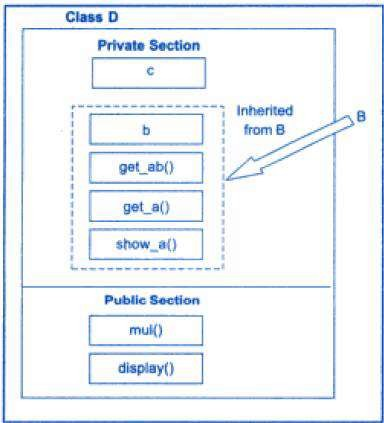 Class D
Private Section
c
Inherited
from B
B
b
get_ab()
get_a()
show_a()
Public Section
mul()
display()